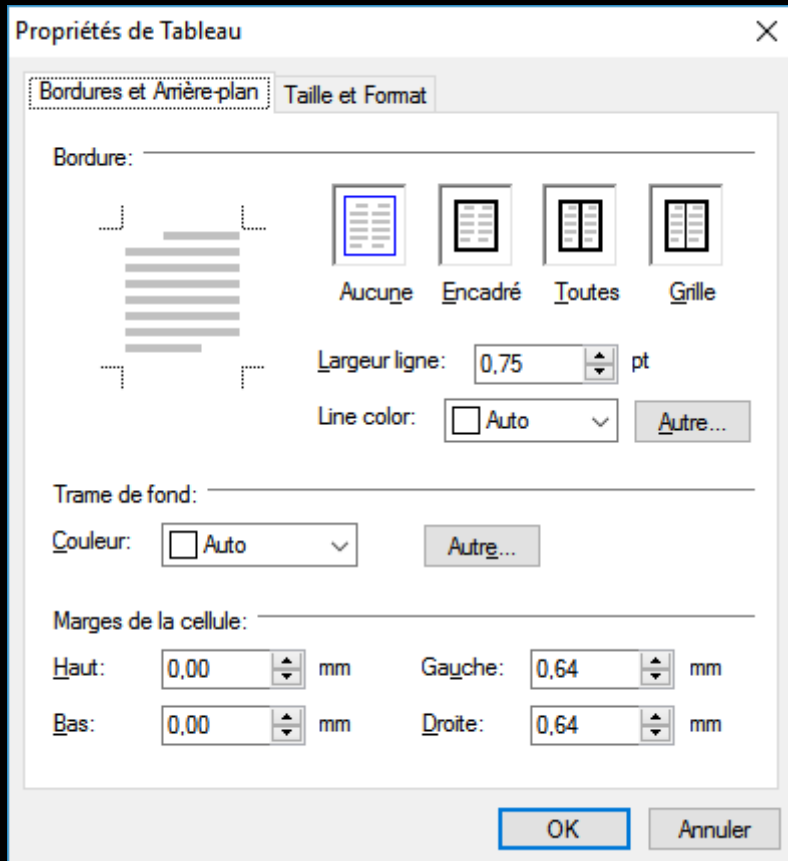 Propriétés de Tableau
Bordures et Arrière-plan Taille et Format
Bordure:
Aucune Encadré Toutes Grille
Largeur ligne: 0,75 pt
Line color: Auto Autre...
Trame de fond:
Couleur: Auto Autre...
Marges de la cellule:
Haut: 0,00 mm Gauche: 0,64 mm
Bas: 0,00 mm Droite: 0,64 mm
OK Annuler